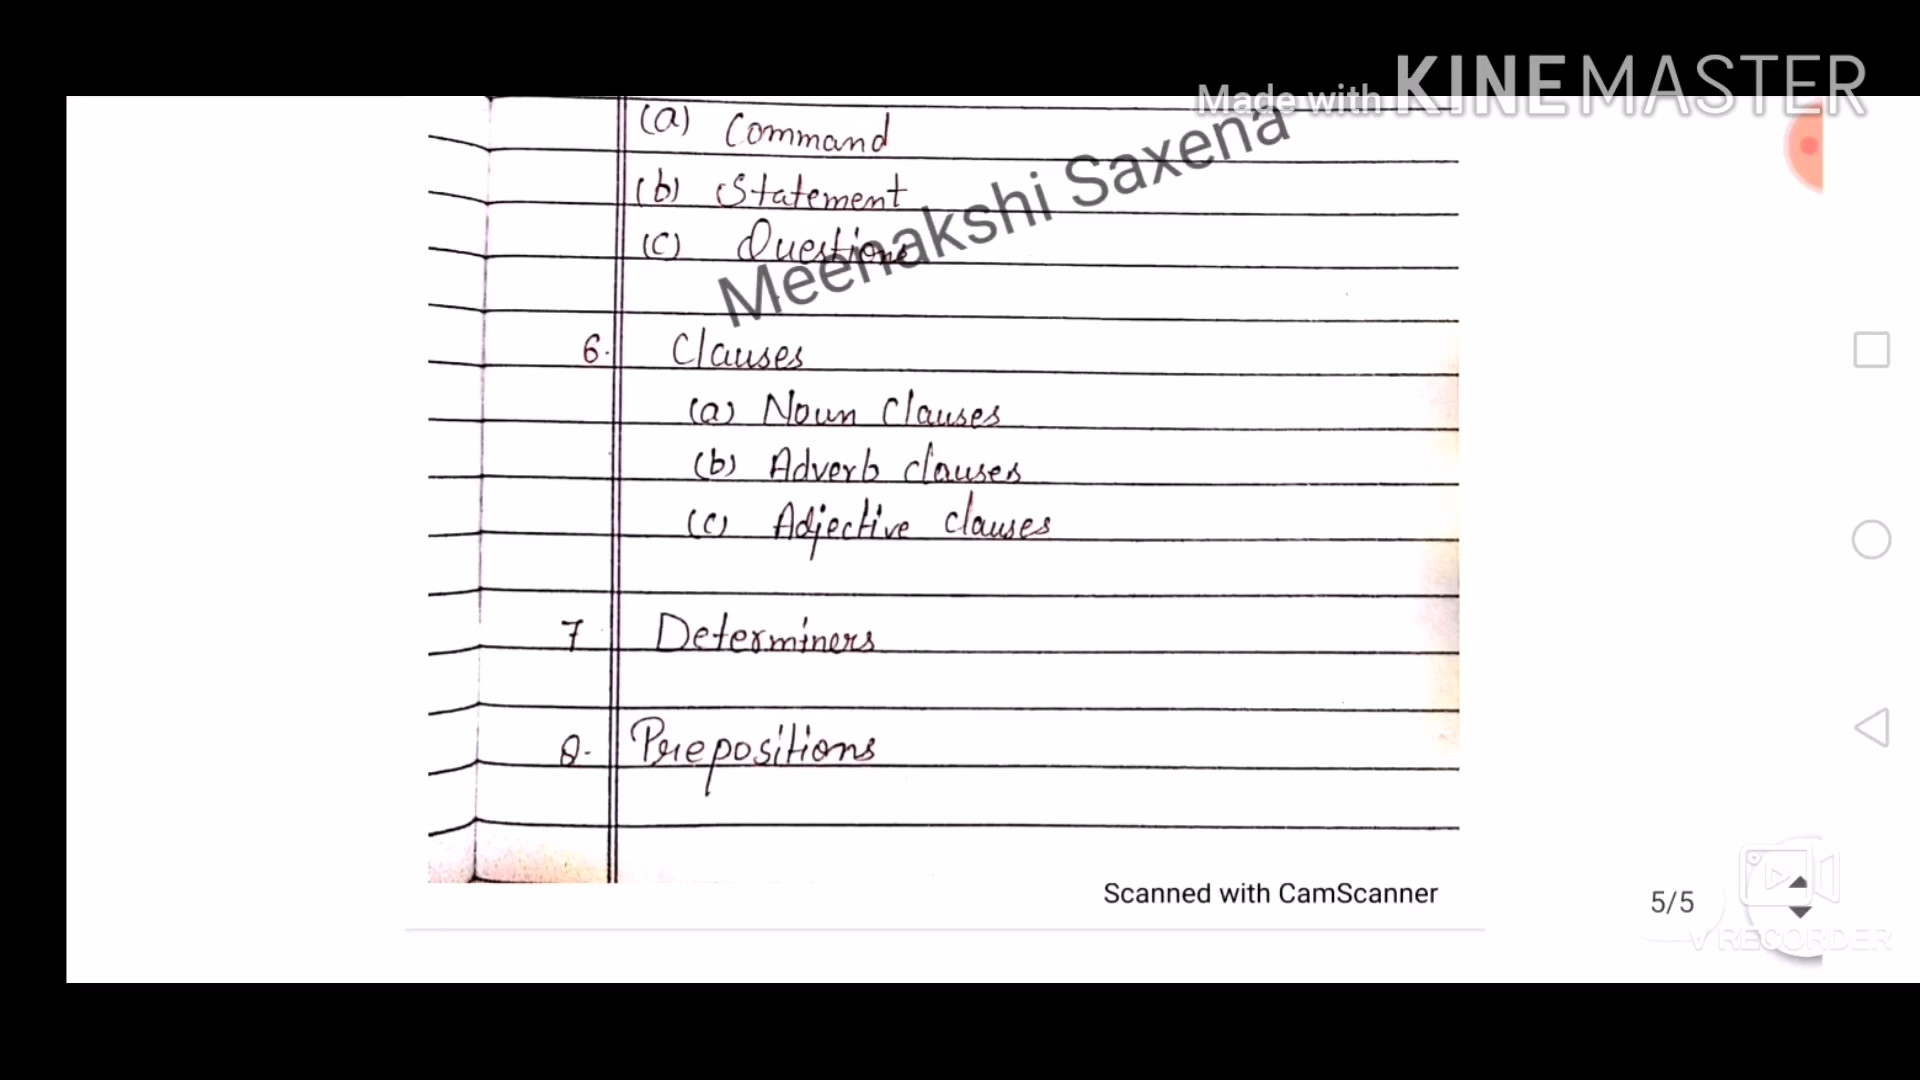 Made with KINEMASTER
(a) Command
(b) Statement
(c) Questions
Meenakshi Saxena
6. Clauses
(a) Noun Clauses
(b) Adverb clauses
(c) Adjective clauses
7 Determiners
8. Prepositions
Scanned with CamScanner
5/5
V RECORDER